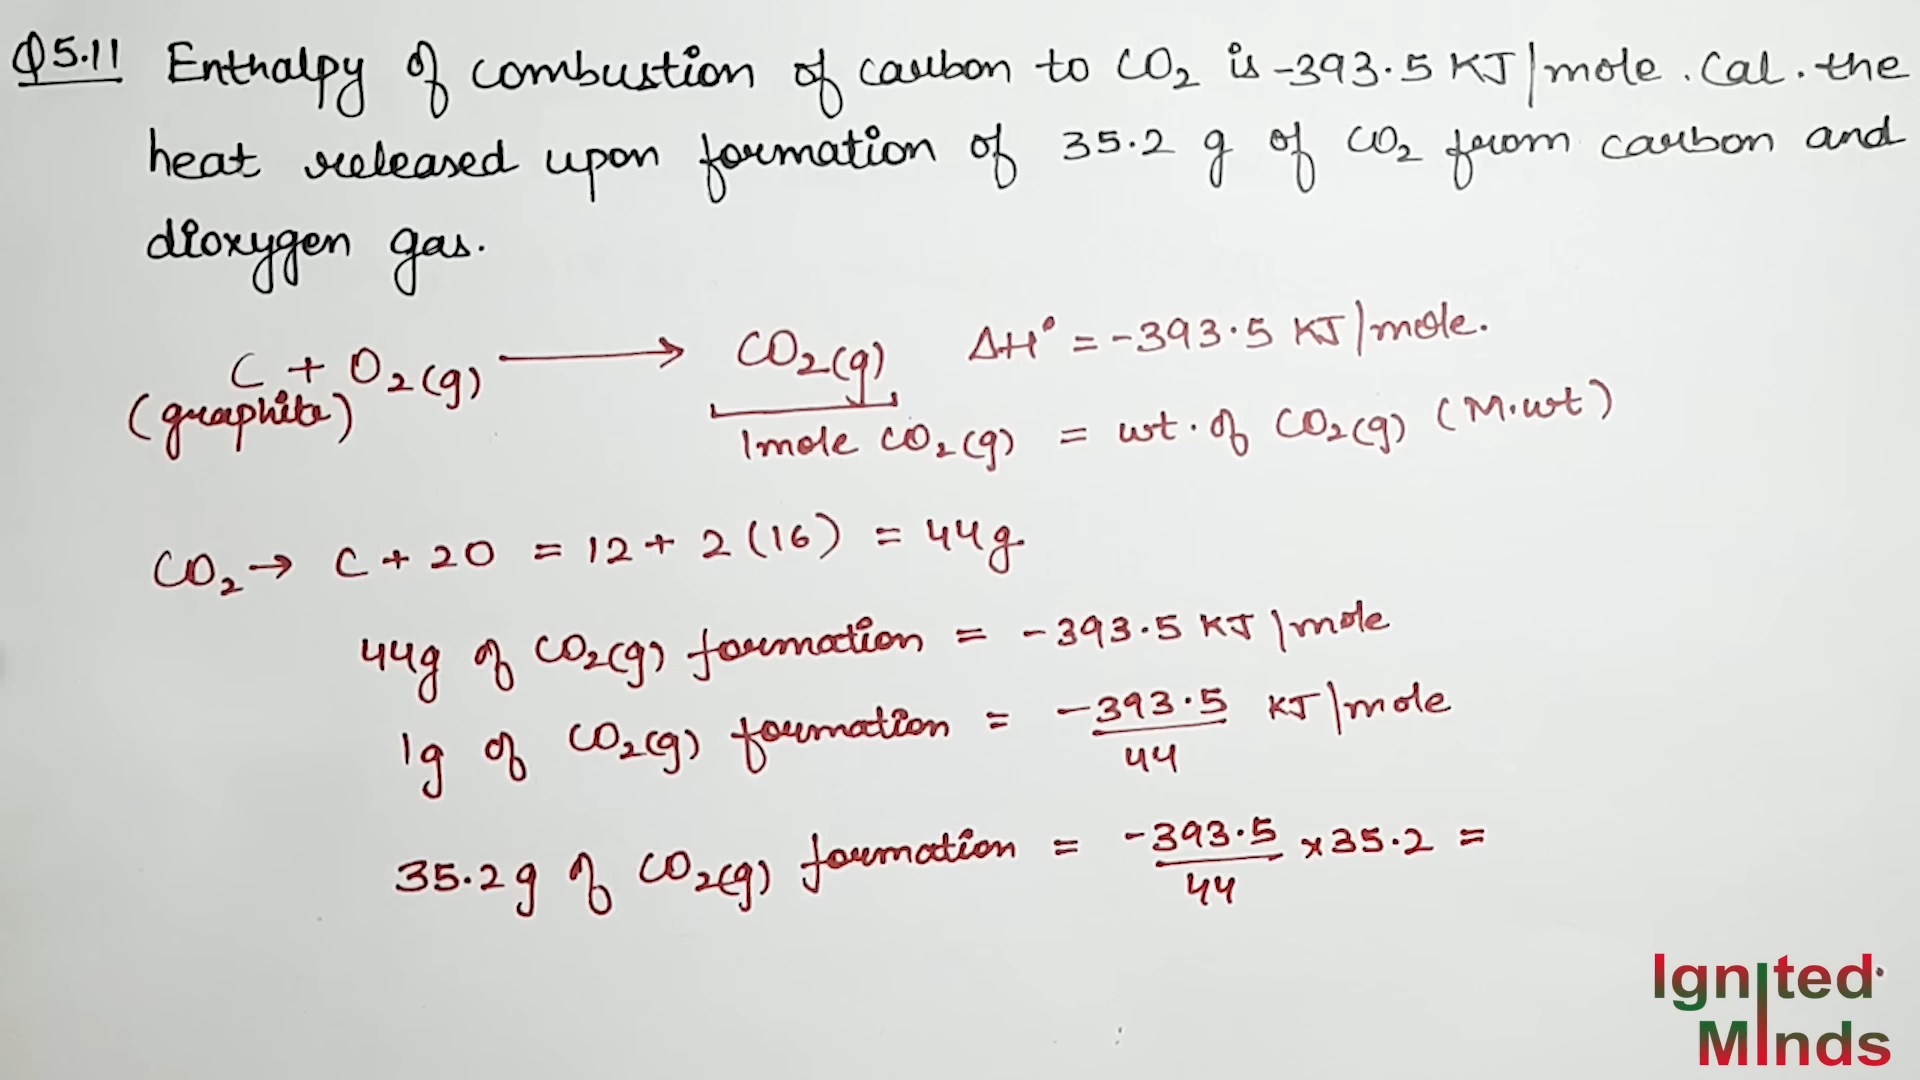 Q5.11 Enthalpy of combustion of carbon to CO2 is -393.5 KJ/mole. Cal. the
heat released upon formation of 35.2 g of CO2 from carbon and
dioxygen gas.
C + O2(g) ⟶ CO2(g) ΔH° = -393.5 KJ/mole.
(graphite)
1mole CO2(g) = wt. of CO2(g) (M.wt)
CO2 → C + 2O = 12 + 2(16) = 44g
44g of CO2(g) formation = -393.5 KJ/mole
1g of CO2(g) formation = -393.5/44 KJ/mole
35.2g of CO2(g) formation = -393.5/44 × 35.2 =
Ignited
Minds